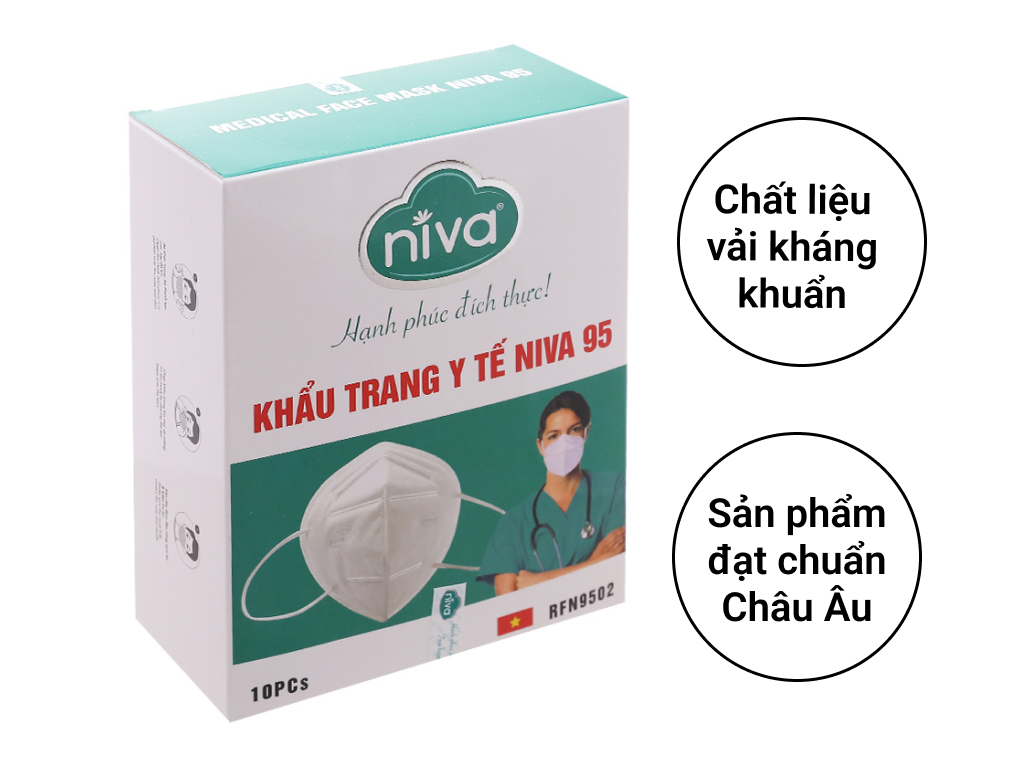 MEDICAL FACE MASK NIVA 95
niva®
Hạnh phúc đích thực!
KHẨU TRANG Y TẾ NIVA 95
niva
RFN9502
10PCs
Chất liệu
vải kháng
khuẩn
Sản phẩm
đạt chuẩn
Châu Âu